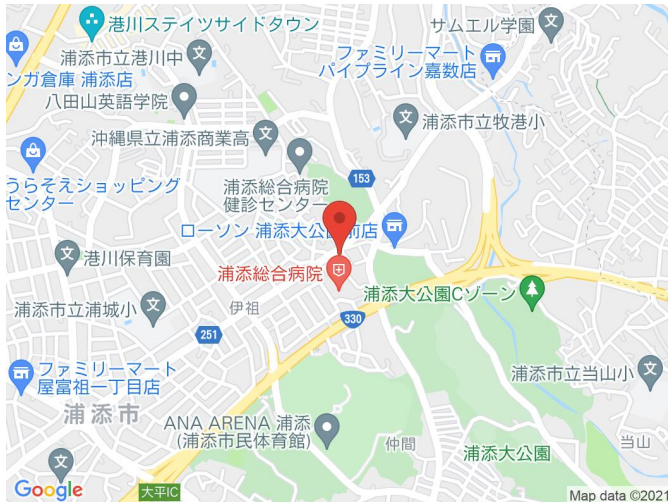 港川ステイツサイドタウン
サムエル学園
浦添市立港川中
ファミリーマート
パイプライン嘉数店
ンガ倉庫 浦添店
八田山英語学院
浦添市立牧港小
沖縄県立浦添商業高
浦添総合病院
健診センター
153
うらそえショッピング
センター
ローソン 浦添大公園前店
港川保育園
浦添総合病院
浦添大公園Cゾーン
伊祖
浦添市立浦城小
330
251
ファミリーマート
屋富祖一丁目店
浦添市立当山小
浦添市
ANA ARENA 浦添
(浦添市民体育館)
仲間
浦添大公園
当山
Google
大平IC
Map data ©202